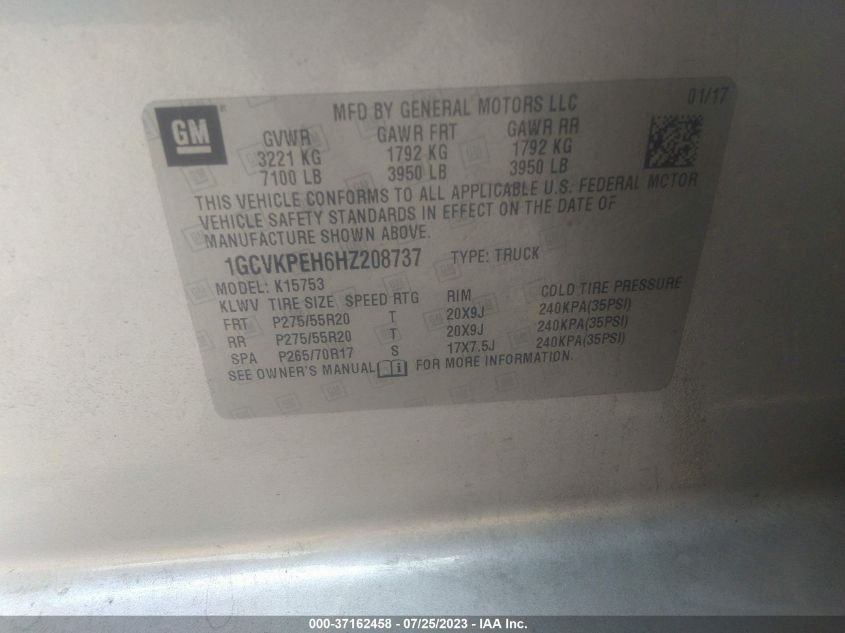 GM
MFD BY GENERAL MOTORS LLC
01/17
GVWR GAWR FRT GAWR RR
3221 KG 1792 KG 1792 KG
7100 LB 3950 LB 3950 LB
THIS VEHICLE CONFORMS TO ALL APPLICABLE U.S. FEDERAL MOTOR
VEHICLE SAFETY STANDARDS IN EFFECT ON THE DATE OF
MANUFACTURE SHOWN ABOVE.
1GCVKPEH6HZ208737 TYPE: TRUCK
MODEL: K15753
KLWV TIRE SIZE SPEED RTG RIM COLD TIRE PRESSURE
FRT P275/55R20 T 20X9J 240KPA(35PSI)
RR P275/55R20 T 20X9J 240KPA(35PSI)
SPA P265/70R17 S 17X7.5J 240KPA(35PSI)
SEE OWNER'S MANUAL FOR MORE INFORMATION.
000-37162458 - 07/25/2023 - IAA Inc.